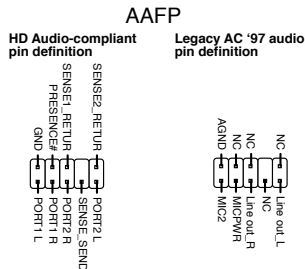 AAFP
HD Audio-compliant
pin definition
Legacy AC ‘97 audio
pin definition
GND
PRESENCE#
SENSE1_RETUR
SENSE2_RETUR
PORT1 L
PORT1 R
PORT2 R
SENSE_SEND
PORT2 L
AGND
NC
NC
NC
MIC2
MICPWR
Line out_R
NC
Line out_L